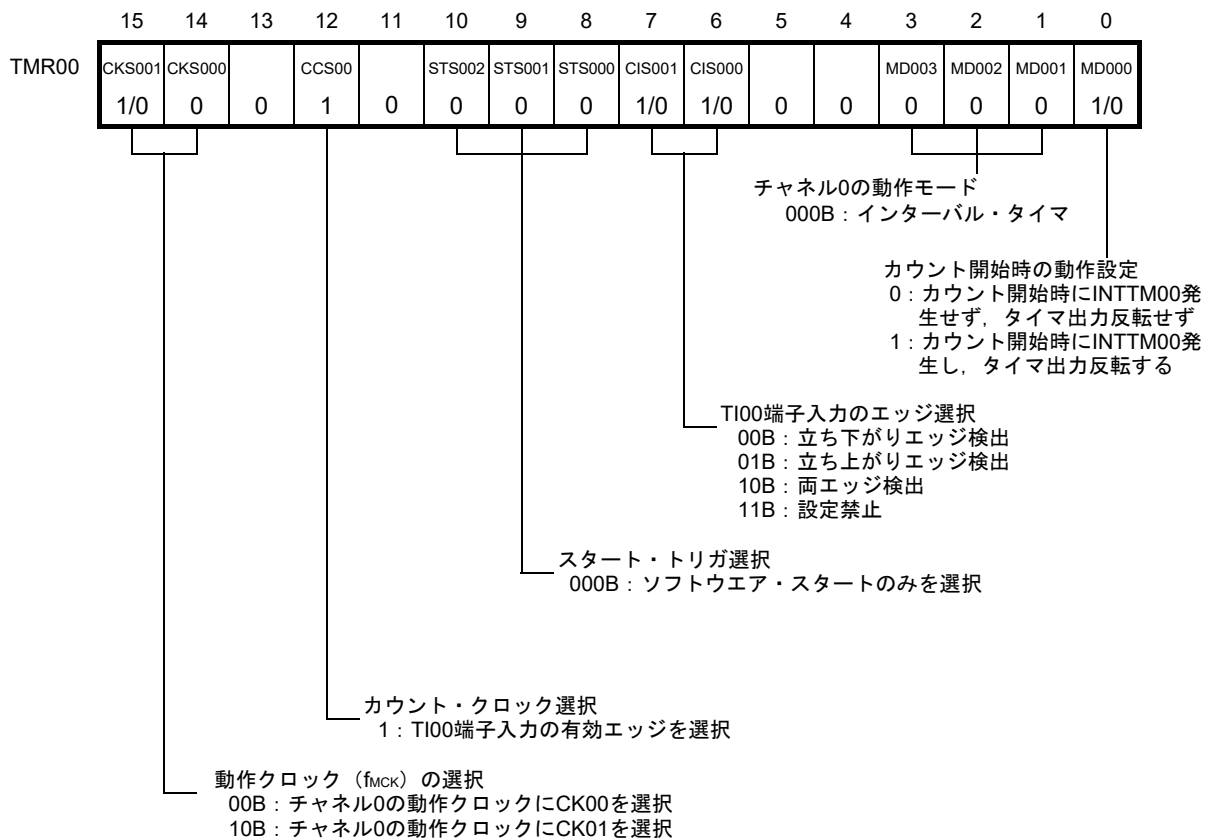 15 14 13 12 11 10 9 8 7 6 5 4 3 2 1 0
TMR00 CKS001 CKS000 CCS00 STS002 STS001 STS000 CIS001 CIS000 MD003 MD002 MD001 MD000
1/0 0 0 1 0 0 0 0 1/0 1/0 0 0 0 0 0 1/0
チャネル0の動作モード
000B：インターバル・タイマ
カウント開始時の動作設定
0：カウント開始時にINTTM00発
生せず，タイマ出力反転せず
1：カウント開始時にINTTM00発
生し，タイマ出力反転する
TI00端子入力のエッジ選択
00B：立ち下がりエッジ検出
01B：立ち上がりエッジ検出
10B：両エッジ検出
11B：設定禁止
スタート・トリガ選択
000B：ソフトウエア・スタートのみを選択
カウント・クロック選択
1：TI00端子入力の有効エッジを選択
動作クロック（fMCK）の選択
00B：チャネル0の動作クロックにCK00を選択
10B：チャネル0の動作クロックにCK01を選択